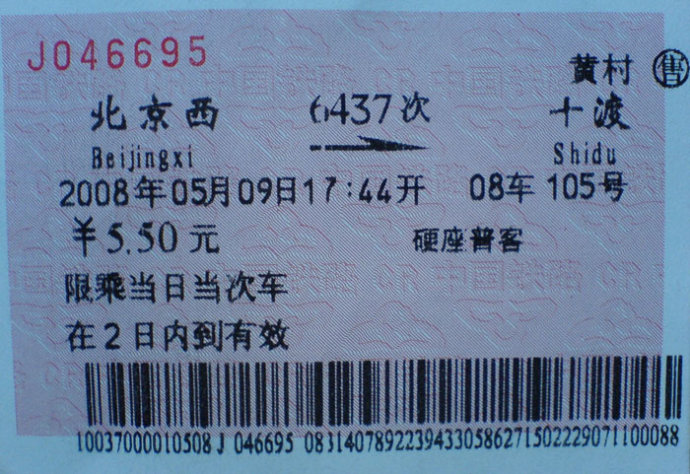 J046695
黄村 售
北京西 6437次 十渡
Beijingxi Shidu
2008年05月09日17:44开 08车105号
¥5.50元 硬座普客
限乘当日当次车
在2日内到有效
10037000010508J 046695 08314078922394330586271502229071100088